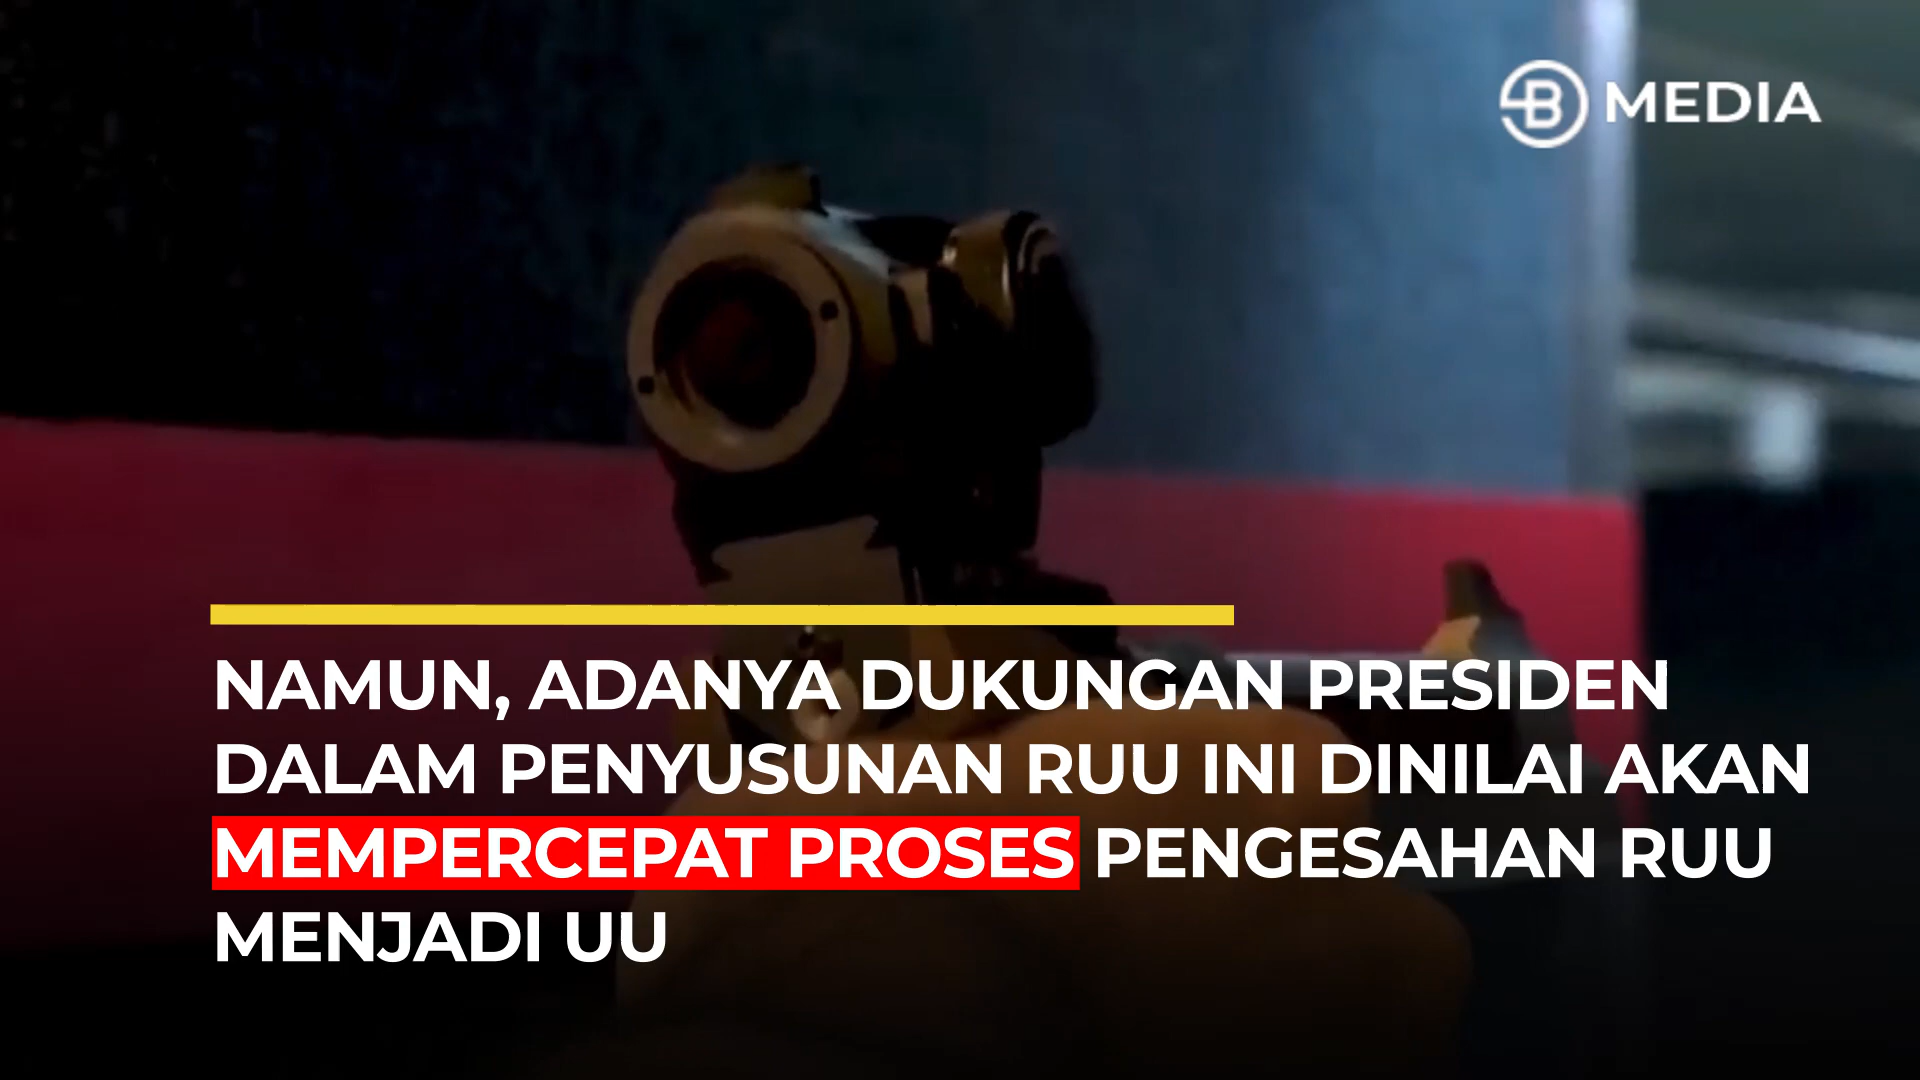 B MEDIA
NAMUN, ADANYA DUKUNGAN PRESIDEN
DALAM PENYUSUNAN RUU INI DINILAI AKAN
MEMPERCEPAT PROSES PENGESAHAN RUU
MENJADI UU